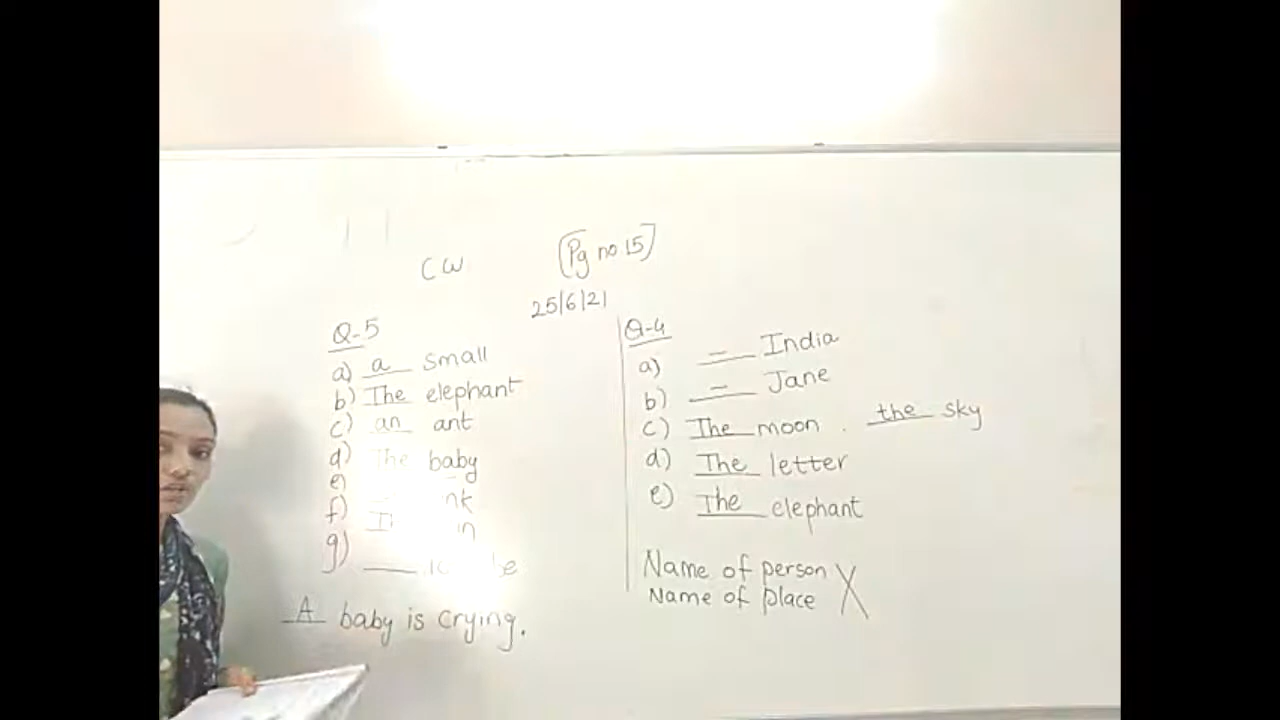 CW
[Pg no 15]
25/6/21
Q-5
a) a small
b) The elephant
c) an ant
d) The baby
e)
f)
g)
A baby is crying.
Q-4
a) – India
b) – Jane
c) The moon . the sky
d) The letter
e) The elephant
Name of person X
Name of place